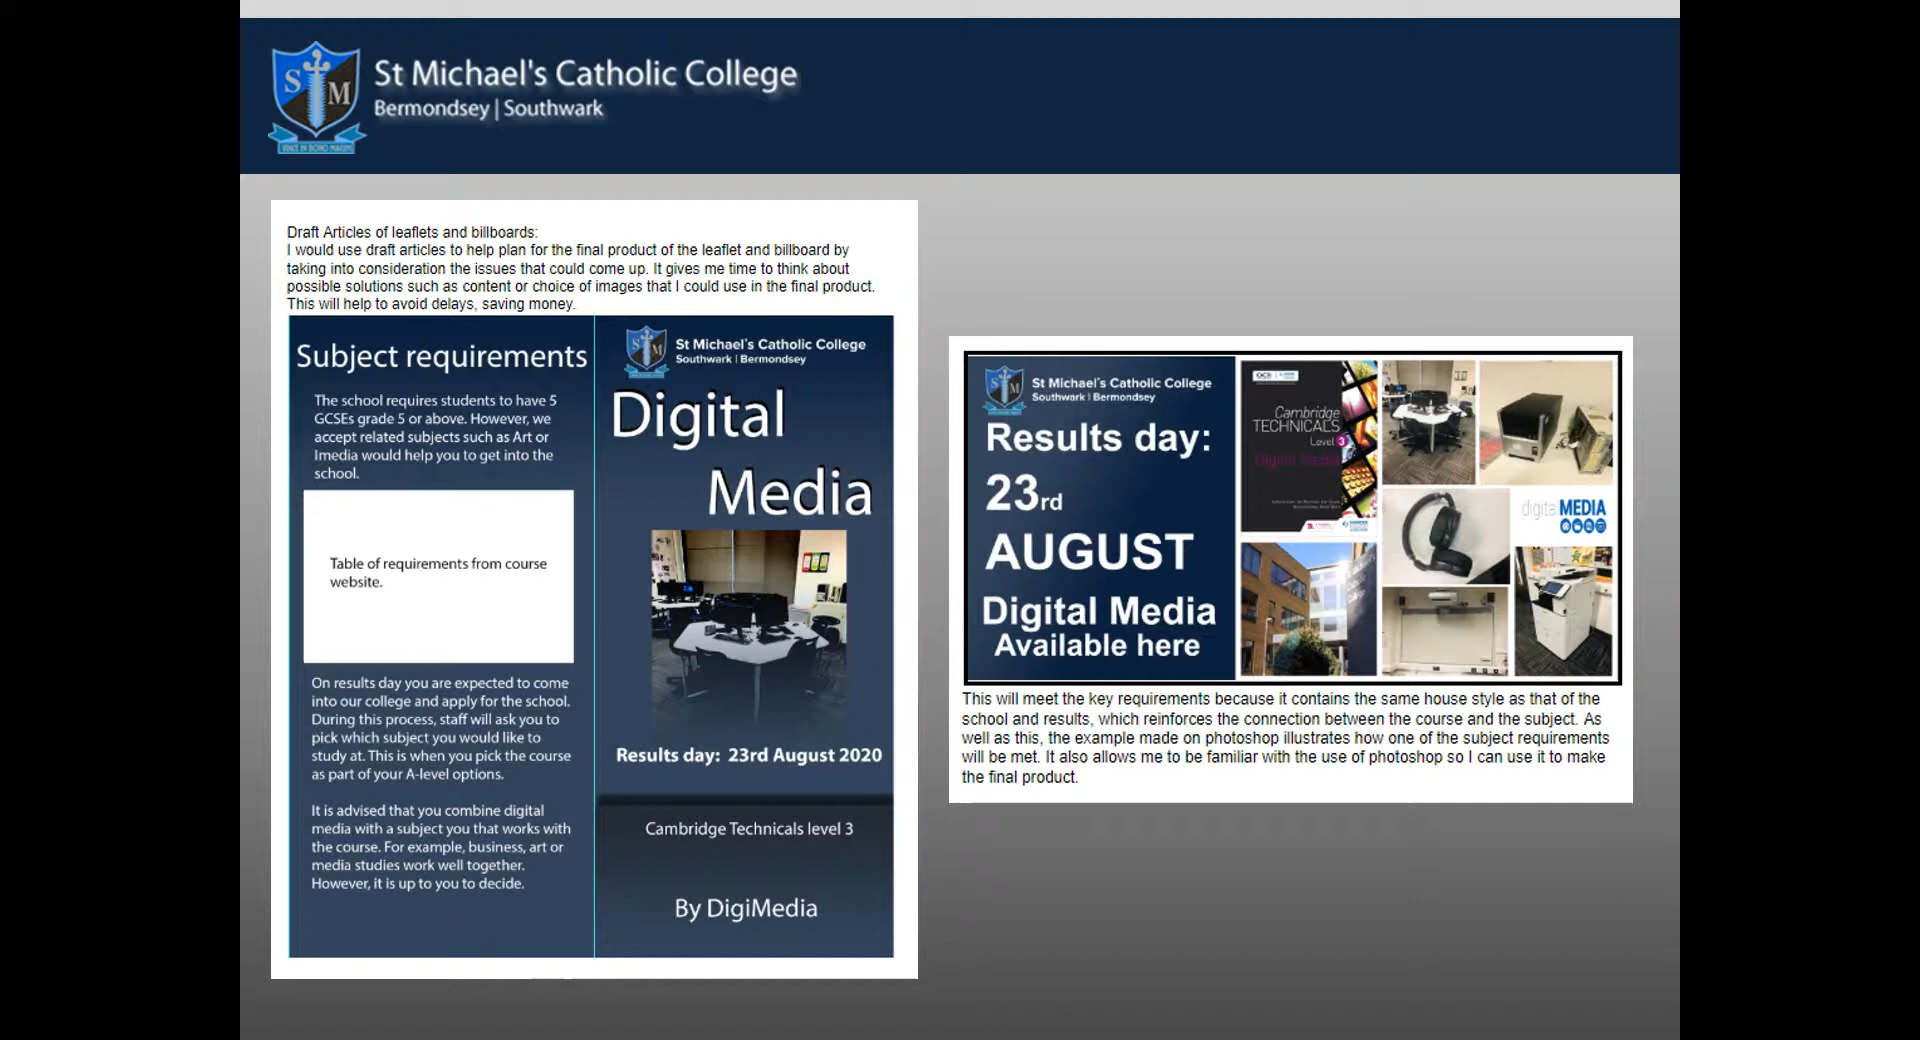 St Michael's Catholic College
Bermondsey | Southwark
Draft Articles of leaflets and billboards:
I would use draft articles to help plan for the final product of the leaflet and billboard by
taking into consideration the issues that could come up. It gives me time to think about
possible solutions such as content or choice of images that I could use in the final product.
This will help to avoid delays, saving money.
Subject requirements
The school requires students to have 5
GCSEs grade 5 or above. However, we
accept related subjects such as Art or
Imedia would help you to get into the
school.
Table of requirements from course
website.
On results day you are expected to come
into our college and apply for the school.
During this process, staff will ask you to
pick which subject you would like to
study at. This is when you pick the course
as part of your A-level options.
It is advised that you combine digital
media with a subject you that works with
the course. For example, business, art or
media studies work well together.
However, it is up to you to decide.
St Michael's Catholic College
Southwark | Bermondsey
Digital
Media
Results day: 23rd August 2020
Cambridge Technicals level 3
By DigiMedia
St Michael's Catholic College
Southwark | Bermondsey
Results day:
23rd
AUGUST
Digital Media
Available here
OCR
Cambridge
TECHNICALS
Level 3
Digital Media
digital MEDIA
This will meet the key requirements because it contains the same house style as that of the
school and results, which reinforces the connection between the course and the subject. As
well as this, the example made on photoshop illustrates how one of the subject requirements
will be met. It also allows me to be familiar with the use of photoshop so I can use it to make
the final product.